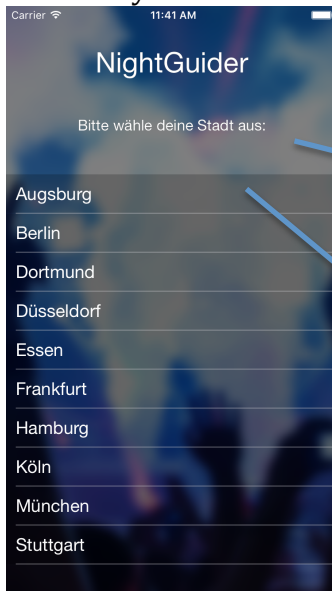 Carrier 11:41 AM
NightGuider
Bitte wähle deine Stadt aus:
Augsburg
Berlin
Dortmund
Düsseldorf
Essen
Frankfurt
Hamburg
Köln
München
Stuttgart